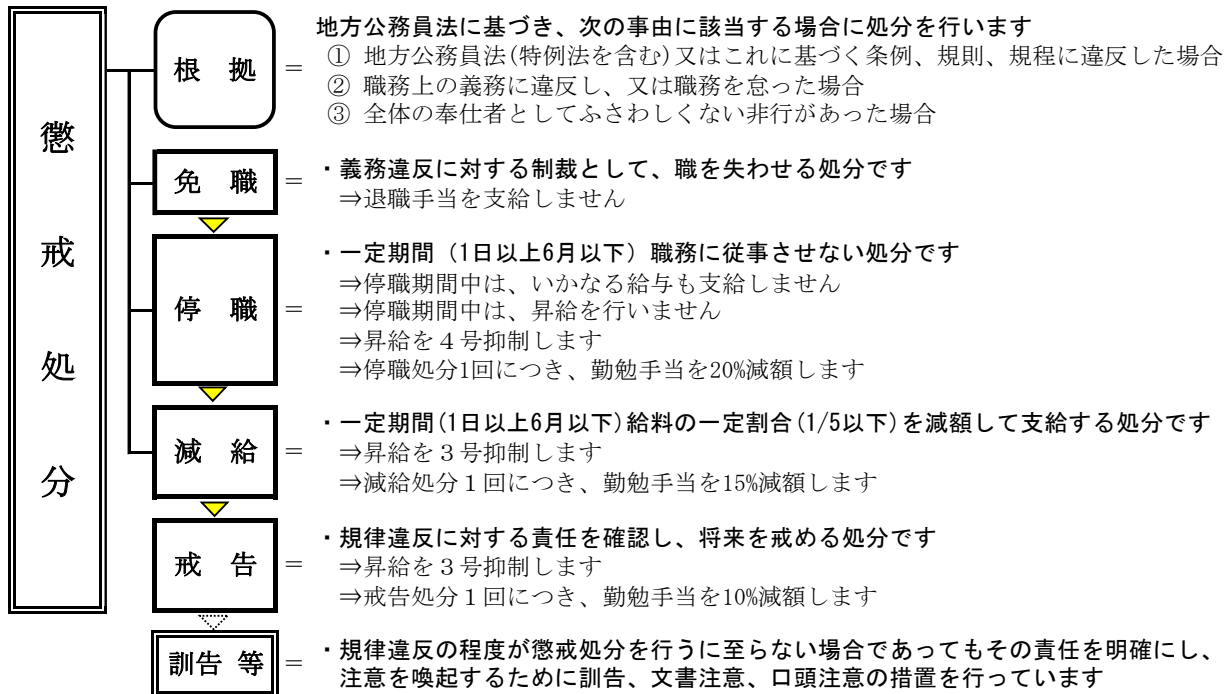 懲戒処分
根 拠
=
地方公務員法に基づき、次の事由に該当する場合に処分を行います
① 地方公務員法(特例法を含む)又はこれに基づく条例、規則、規程に違反した場合
② 職務上の義務に違反し、又は職務を怠った場合
③ 全体の奉仕者としてふさわしくない非行があった場合
免 職
=
・義務違反に対する制裁として、職を失わせる処分です
⇒退職手当を支給しません
停 職
=
・一定期間（1日以上6月以下）職務に従事させない処分です
⇒停職期間中は、いかなる給与も支給しません
⇒停職期間中は、昇給を行いません
⇒昇給を４号抑制します
⇒停職処分1回につき、勤勉手当を20%減額します
減 給
=
・一定期間(1日以上6月以下)給料の一定割合(1/5以下)を減額して支給する処分です
⇒昇給を３号抑制します
⇒減給処分１回につき、勤勉手当を15%減額します
戒 告
=
・規律違反に対する責任を確認し、将来を戒める処分です
⇒昇給を３号抑制します
⇒戒告処分１回につき、勤勉手当を10%減額します
訓告 等
=
・規律違反の程度が懲戒処分を行うに至らない場合であってもその責任を明確にし、
注意を喚起するために訓告、文書注意、口頭注意の措置を行っています